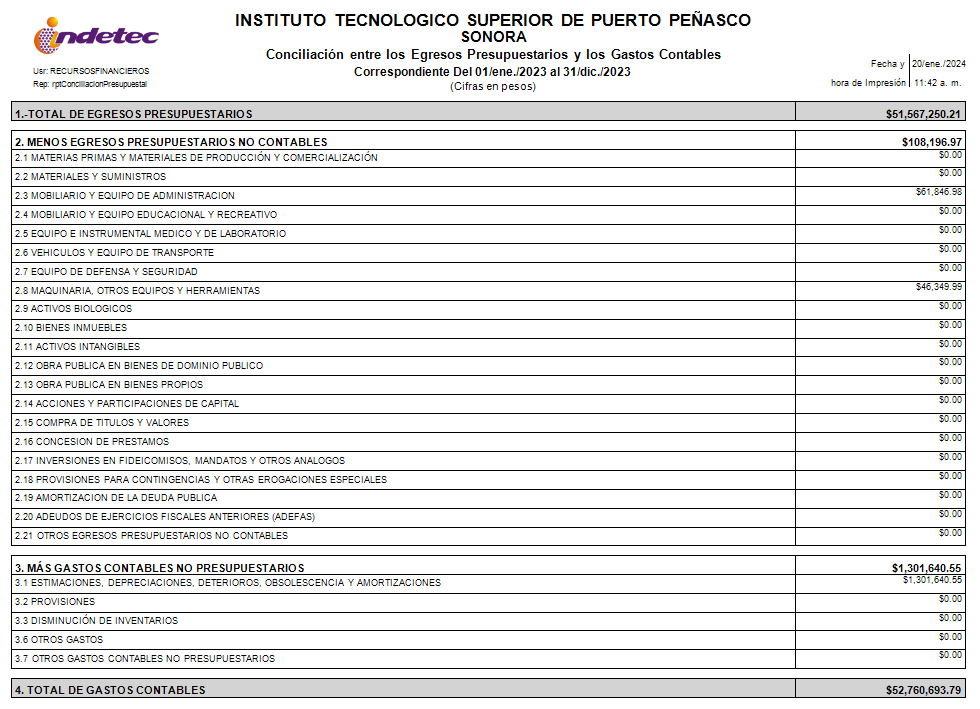 indetec
INSTITUTO TECNOLOGICO SUPERIOR DE PUERTO PEÑASCO
SONORA
Conciliación entre los Egresos Presupuestarios y los Gastos Contables
Correspondiente Del 01/ene./2023 al 31/dic./2023
(Cifras en pesos)
Usr: RECURSOSFINANCIEROS
Rep: rptConciliacionPresupuestal
Fecha y 20/ene./2024
hora de Impresión 11:42 a. m.
1.-TOTAL DE EGRESOS PRESUPUESTARIOS $51,567,250.21
2. MENOS EGRESOS PRESUPUESTARIOS NO CONTABLES $108,196.97
2.1 MATERIAS PRIMAS Y MATERIALES DE PRODUCCIÓN Y COMERCIALIZACIÓN $0.00
2.2 MATERIALES Y SUMINISTROS $0.00
2.3 MOBILIARIO Y EQUIPO DE ADMINISTRACION $61,846.98
2.4 MOBILIARIO Y EQUIPO EDUCACIONAL Y RECREATIVO $0.00
2.5 EQUIPO E INSTRUMENTAL MEDICO Y DE LABORATORIO $0.00
2.6 VEHICULOS Y EQUIPO DE TRANSPORTE $0.00
2.7 EQUIPO DE DEFENSA Y SEGURIDAD $0.00
2.8 MAQUINARIA, OTROS EQUIPOS Y HERRAMIENTAS $46,349.99
2.9 ACTIVOS BIOLOGICOS $0.00
2.10 BIENES INMUEBLES $0.00
2.11 ACTIVOS INTANGIBLES $0.00
2.12 OBRA PUBLICA EN BIENES DE DOMINIO PUBLICO $0.00
2.13 OBRA PUBLICA EN BIENES PROPIOS $0.00
2.14 ACCIONES Y PARTICIPACIONES DE CAPITAL $0.00
2.15 COMPRA DE TITULOS Y VALORES $0.00
2.16 CONCESION DE PRESTAMOS $0.00
2.17 INVERSIONES EN FIDEICOMISOS, MANDATOS Y OTROS ANALOGOS $0.00
2.18 PROVISIONES PARA CONTINGENCIAS Y OTRAS EROGACIONES ESPECIALES $0.00
2.19 AMORTIZACION DE LA DEUDA PUBLICA $0.00
2.20 ADEUDOS DE EJERCICIOS FISCALES ANTERIORES (ADEFAS) $0.00
2.21 OTROS EGRESOS PRESUPUESTARIOS NO CONTABLES $0.00
3. MÁS GASTOS CONTABLES NO PRESUPUESTARIOS $1,301,640.55
3.1 ESTIMACIONES, DEPRECIACIONES, DETERIOROS, OBSOLESCENCIA Y AMORTIZACIONES $1,301,640.55
3.2 PROVISIONES $0.00
3.3 DISMINUCIÓN DE INVENTARIOS $0.00
3.6 OTROS GASTOS $0.00
3.7 OTROS GASTOS CONTABLES NO PRESUPUESTARIOS $0.00
4. TOTAL DE GASTOS CONTABLES $52,760,693.79